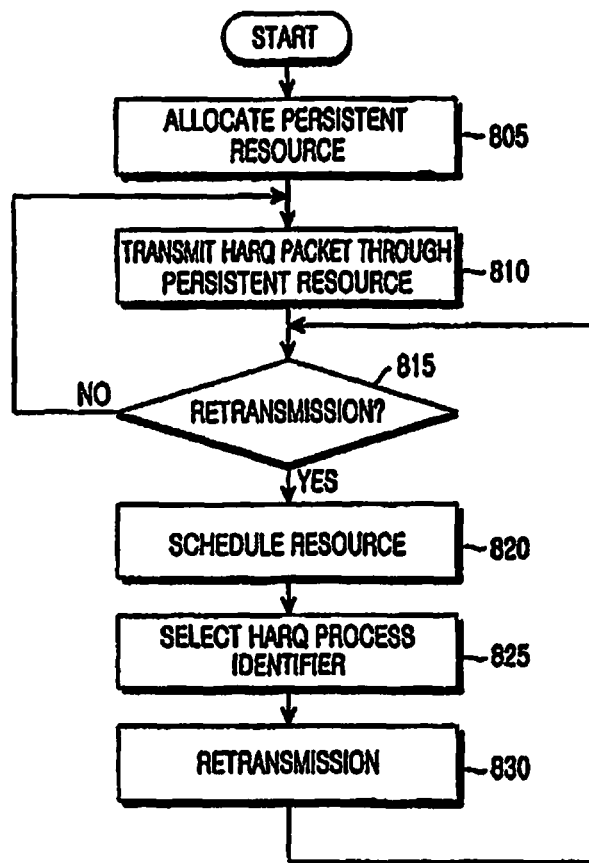 START
ALLOCATE PERSISTENT
RESOURCE
805
TRANSMIT HARQ PACKET THROUGH
PERSISTENT RESOURCE
810
815
NO
RETRANSMISSION?
YES
SCHEDULE RESOURCE
820
SELECT HARQ PROCESS
IDENTIFIER
825
RETRANSMISSION
830